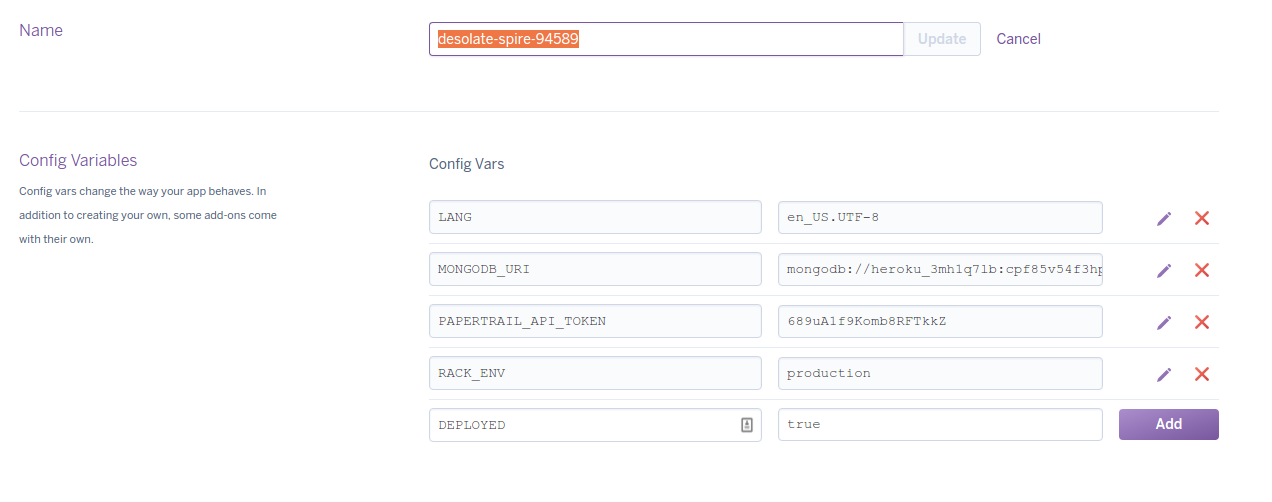 Name
desolate-spire-94589
Update
Cancel
Config Variables
Config vars change the way your app behaves. In
addition to creating your own, some add-ons come
with their own.
Config Vars
LANG en_US.UTF-8
MONGODB_URI mongodb://heroku_3mh1q71b:cpf85v54f3hp
PAPERTRAIL_API_TOKEN 689uA1f9Komb8RFTkkZ
RACK_ENV production
DEPLOYED true Add